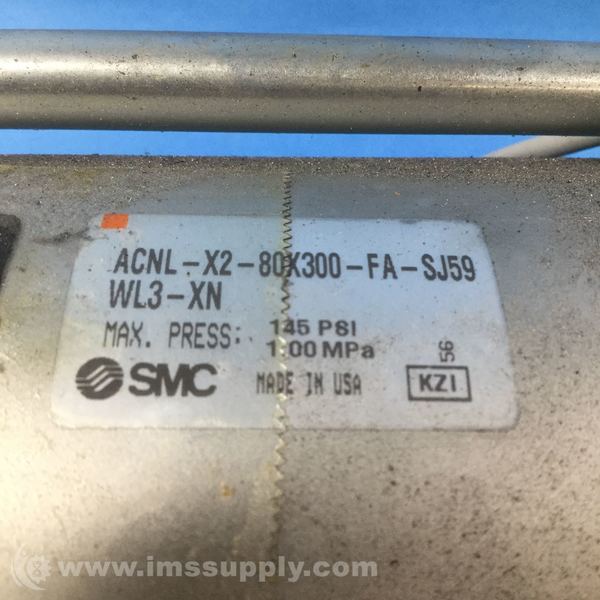 ACNL-X2-80X300-FA-SJ59
WL3-XN
MAX. PRESS: 145 PSI
1.00 MPa
SMC MADE IN USA KZI 56
www.imssupply.com